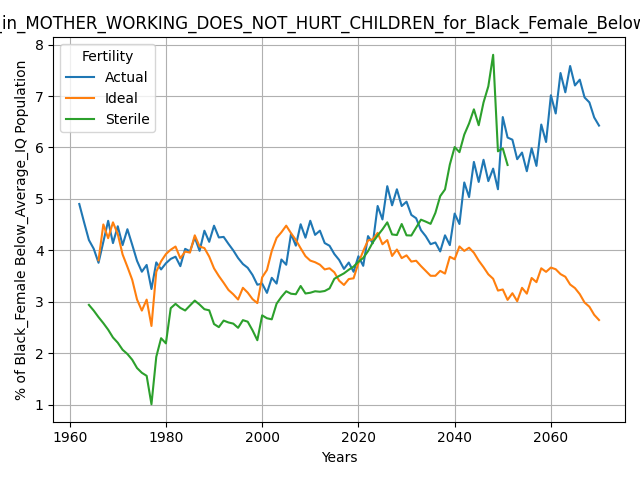 _in_MOTHER_WORKING_DOES_NOT_HURT_CHILDREN_for_Black_Female_Below
Fertility
Actual
Ideal
Sterile
% of Black_Female Below_Average_IQ Population
8
7
6
5
4
3
2
1
1960 1980 2000 2020 2040 2060
Years